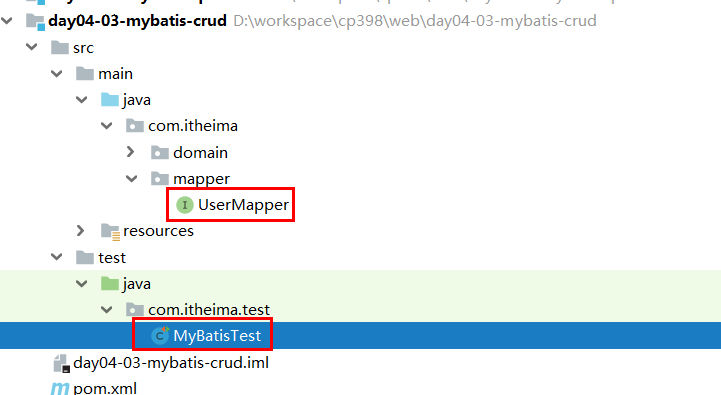 day04-03-mybatis-crud D:\workspace\cp398\web\day04-03-mybatis-crud
src
main
java
com.itheima
domain
mapper
I UserMapper
resources
test
java
com.itheima.test
C MyBatisTest
day04-03-mybatis-crud.iml
m pom.xml